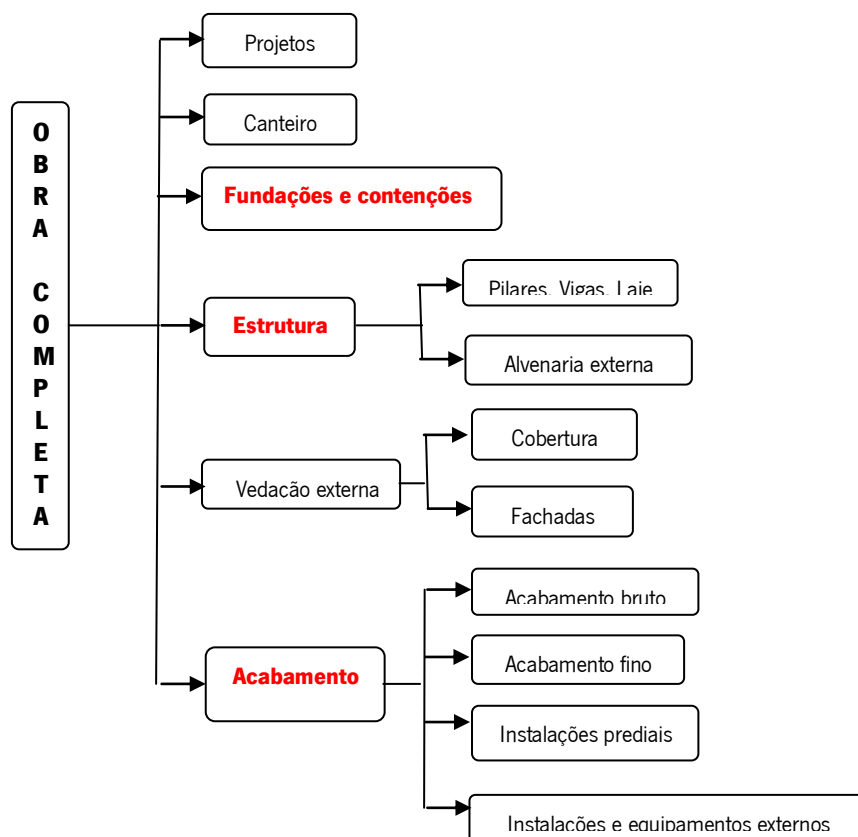 OBRA COMPLETA
Projetos
Canteiro
Fundações e contenções
Estrutura
Pilares. Vigas. Laje
Alvenaria externa
Vedacão externa
Cobertura
Fachadas
Acabamento
Acabamento bruto
Acabamento fino
Instalações prediais
Instalações e equipamentos externos